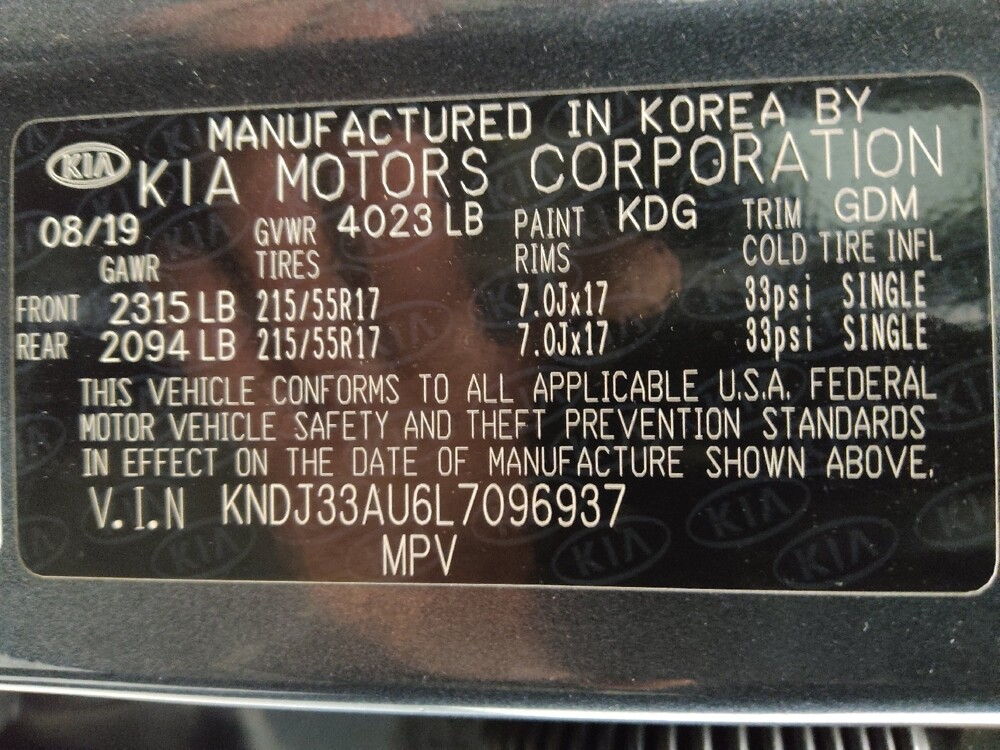 MANUFACTURED IN KOREA BY
KIA KIA MOTORS CORPORATION
08/19 GVWR 4023 LB PAINT KDG TRIM GDM
GAWR TIRES RIMS COLD TIRE INFL
FRONT 2315 LB 215/55R17 7.0Jx17 33psi SINGLE
REAR 2094 LB 215/55R17 7.0Jx17 33psi SINGLE
THIS VEHICLE CONFORMS TO ALL APPLICABLE U.S.A. FEDERAL
MOTOR VEHICLE SAFETY AND THEFT PREVENTION STANDARDS
IN EFFECT ON THE DATE OF MANUFACTURE SHOWN ABOVE.
V.I.N KNDJ33AU6L7096937
MPV